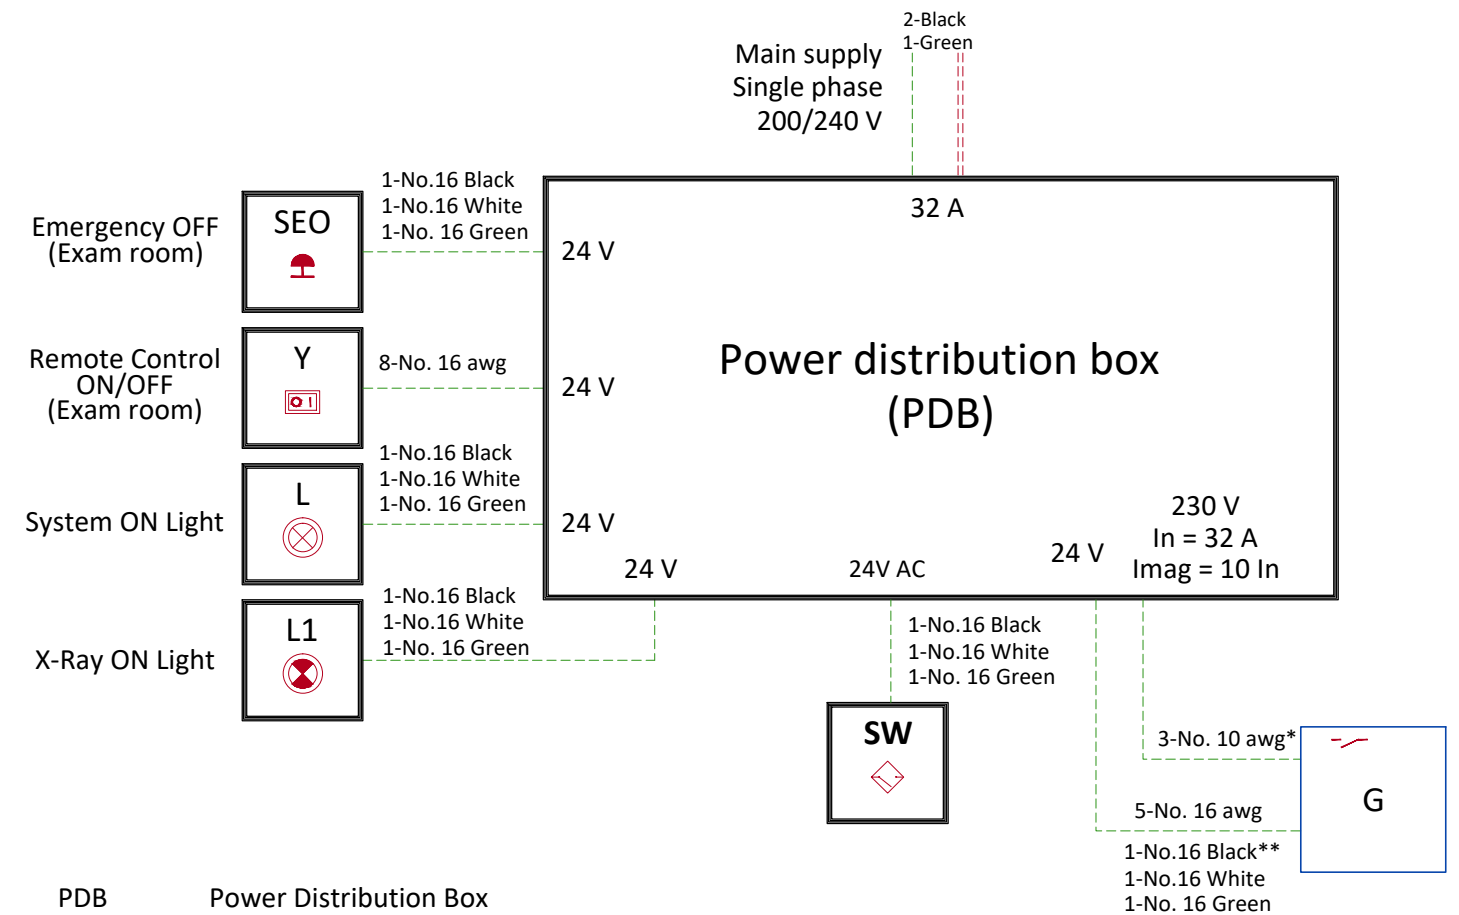 2-Black
1-Green
Main supply
Single phase
200/240 V
32 A
Emergency OFF
(Exam room)
SEO
1-No.16 Black
1-No.16 White
1-No. 16 Green
24 V
Remote Control
ON/OFF
(Exam room)
Y
8-No. 16 awg
24 V
Power distribution box
(PDB)
System ON Light
L
1-No.16 Black
1-No.16 White
1-No. 16 Green
24 V
24 V
24V AC
24 V
230 V
In = 32 A
Imag = 10 In
X-Ray ON Light
L1
1-No.16 Black
1-No.16 White
1-No. 16 Green
1-No.16 Black
1-No.16 White
1-No. 16 Green
SW
3-No. 10 awg*
G
5-No. 16 awg
1-No.16 Black**
1-No.16 White
1-No. 16 Green
PDB Power Distribution Box